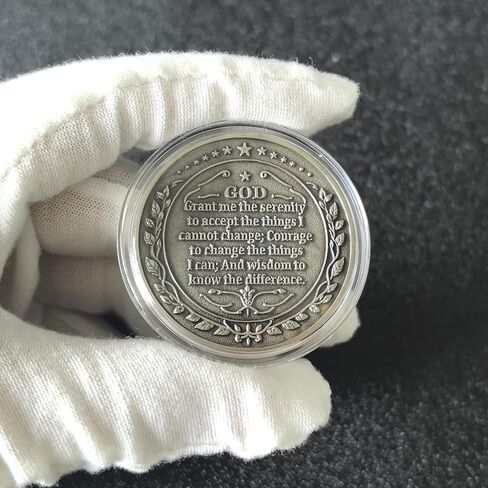 GOD
Grant me the serenity
to accept the things I
cannot change; Courage
to change the things
I can; And wisdom to
know the difference.